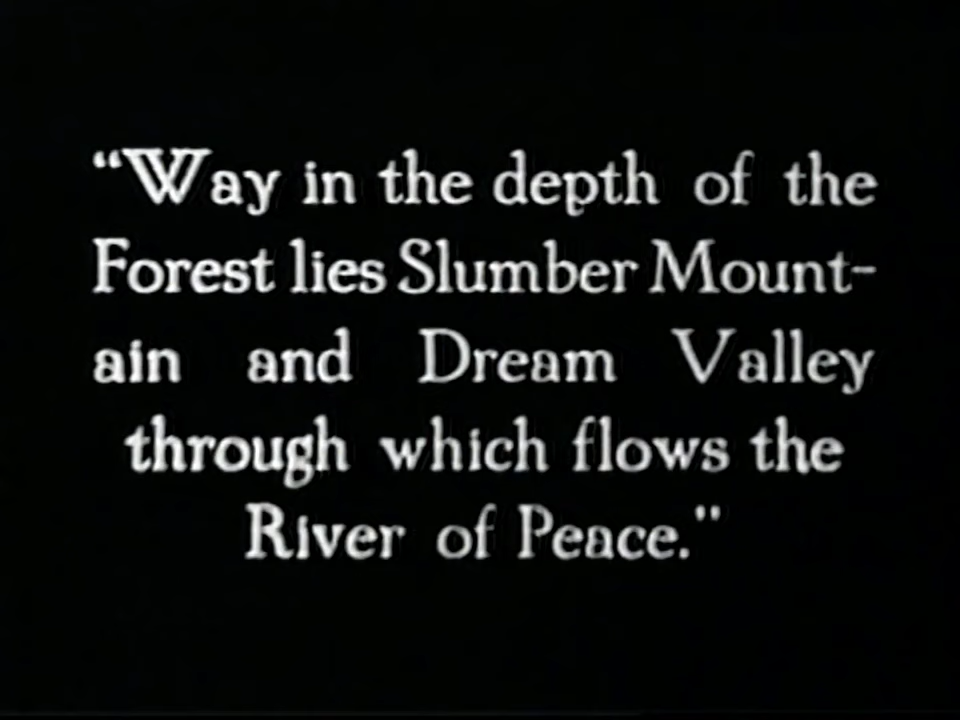 “Way in the depth of the
Forest lies Slumber Mount-
ain and Dream Valley
through which flows the
River of Peace."